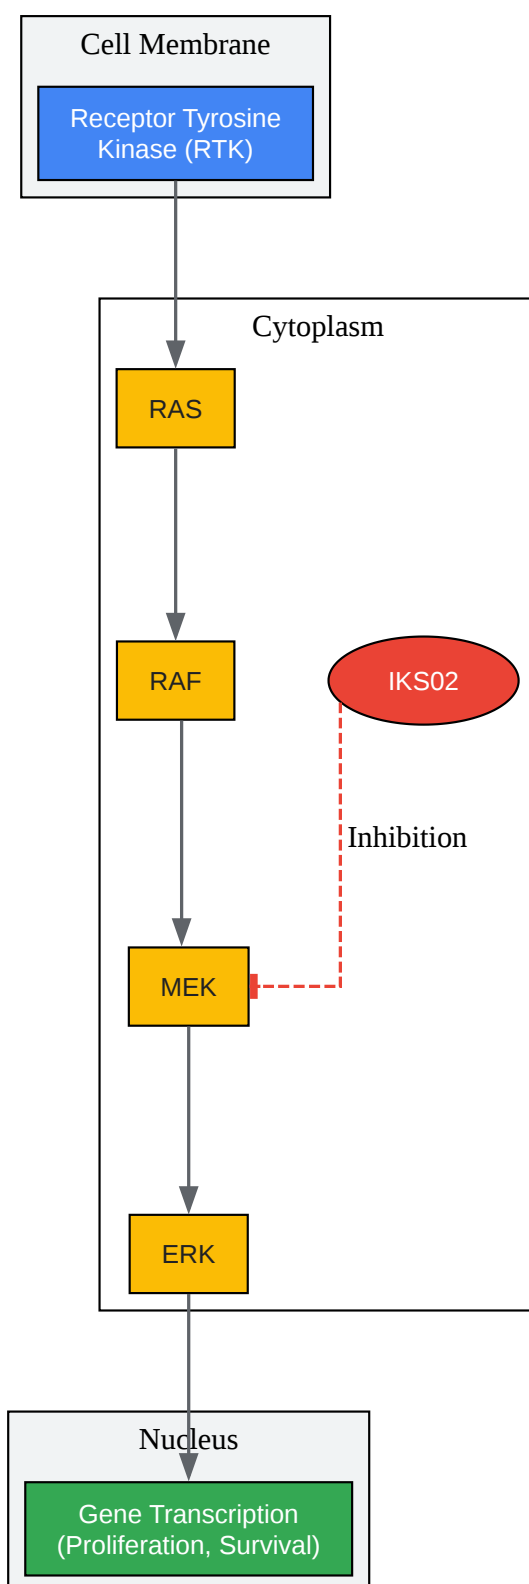 Cell Membrane
Receptor Tyrosine
Kinase (RTK)
Cytoplasm
RAS
RAF
IKS02
Inhibition
MEK
ERK
Nucleus
Gene Transcription
(Proliferation, Survival)